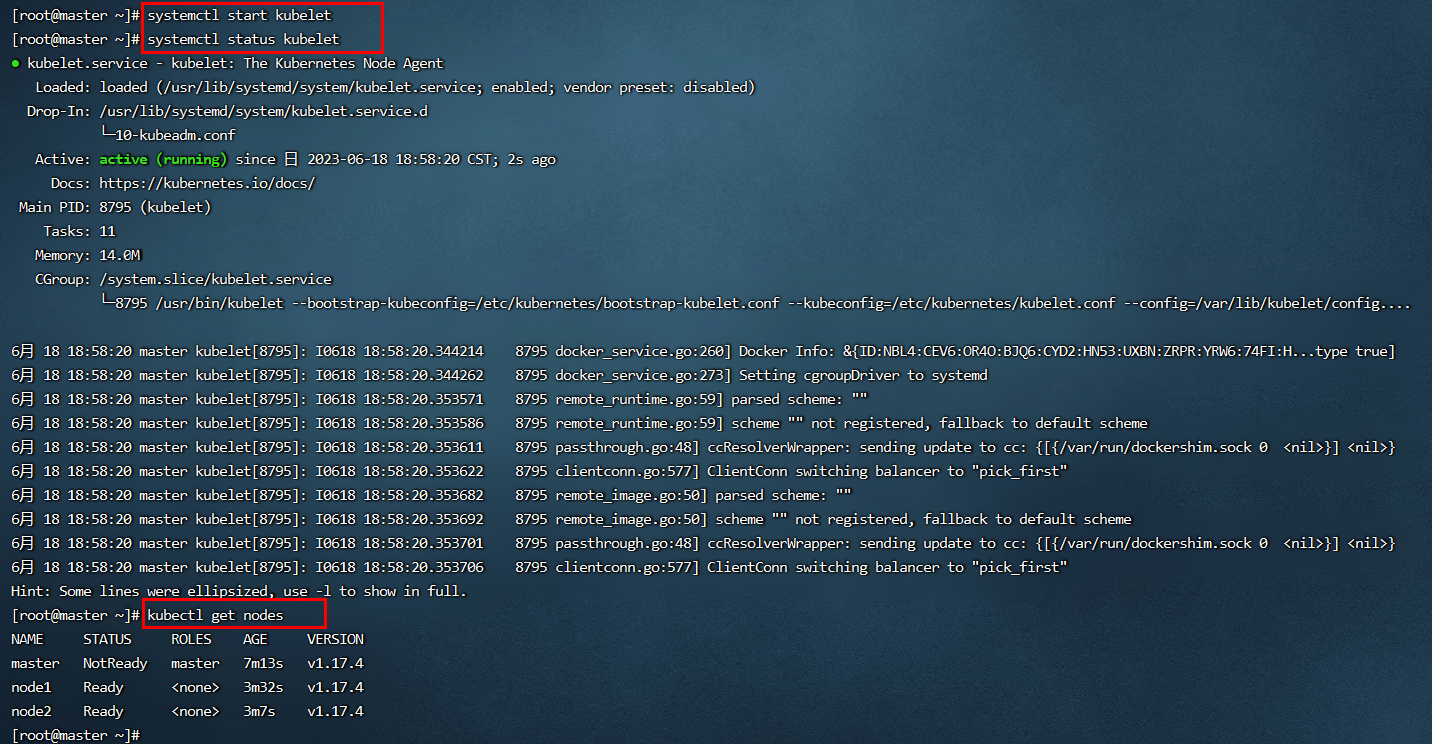 [root@master ~]# systemctl start kubelet
[root@master ~]# systemctl status kubelet
● kubelet.service - kubelet: The Kubernetes Node Agent
   Loaded: loaded (/usr/lib/systemd/system/kubelet.service; enabled; vendor preset: disabled)
  Drop-In: /usr/lib/systemd/system/kubelet.service.d
           └─10-kubeadm.conf
   Active: active (running) since 日 2023-06-18 18:58:20 CST; 2s ago
     Docs: https://kubernetes.io/docs/
 Main PID: 8795 (kubelet)
    Tasks: 11
   Memory: 14.0M
   CGroup: /system.slice/kubelet.service
           └─8795 /usr/bin/kubelet --bootstrap-kubeconfig=/etc/kubernetes/bootstrap-kubelet.conf --kubeconfig=/etc/kubernetes/kubelet.conf --config=/var/lib/kubelet/config....
6月 18 18:58:20 master kubelet[8795]: I0618 18:58:20.344214    8795 docker_service.go:260] Docker Info: &{ID:NBL4:CEV6:OR4O:BJQ6:CYD2:HN53:UXBN:ZRPR:YRW6:74FI:H...type true]
6月 18 18:58:20 master kubelet[8795]: I0618 18:58:20.344262    8795 docker_service.go:273] Setting cgroupDriver to systemd
6月 18 18:58:20 master kubelet[8795]: I0618 18:58:20.353571    8795 remote_runtime.go:59] parsed scheme: ""
6月 18 18:58:20 master kubelet[8795]: I0618 18:58:20.353586    8795 remote_runtime.go:59] scheme "" not registered, fallback to default scheme
6月 18 18:58:20 master kubelet[8795]: I0618 18:58:20.353611    8795 passthrough.go:48] ccResolverWrapper: sending update to cc: {[{/var/run/dockershim.sock 0  <nil>}] <nil>}
6月 18 18:58:20 master kubelet[8795]: I0618 18:58:20.353622    8795 clientconn.go:577] ClientConn switching balancer to "pick_first"
6月 18 18:58:20 master kubelet[8795]: I0618 18:58:20.353682    8795 remote_image.go:50] parsed scheme: ""
6月 18 18:58:20 master kubelet[8795]: I0618 18:58:20.353692    8795 remote_image.go:50] scheme "" not registered, fallback to default scheme
6月 18 18:58:20 master kubelet[8795]: I0618 18:58:20.353701    8795 passthrough.go:48] ccResolverWrapper: sending update to cc: {[{/var/run/dockershim.sock 0  <nil>}] <nil>}
6月 18 18:58:20 master kubelet[8795]: I0618 18:58:20.353706    8795 clientconn.go:577] ClientConn switching balancer to "pick_first"
Hint: Some lines were ellipsized, use -l to show in full.
[root@master ~]# kubectl get nodes
NAME     STATUS     ROLES    AGE     VERSION
master   NotReady   master   7m13s   v1.17.4
node1    Ready      <none>   3m32s   v1.17.4
node2    Ready      <none>   3m7s    v1.17.4
[root@master ~]#